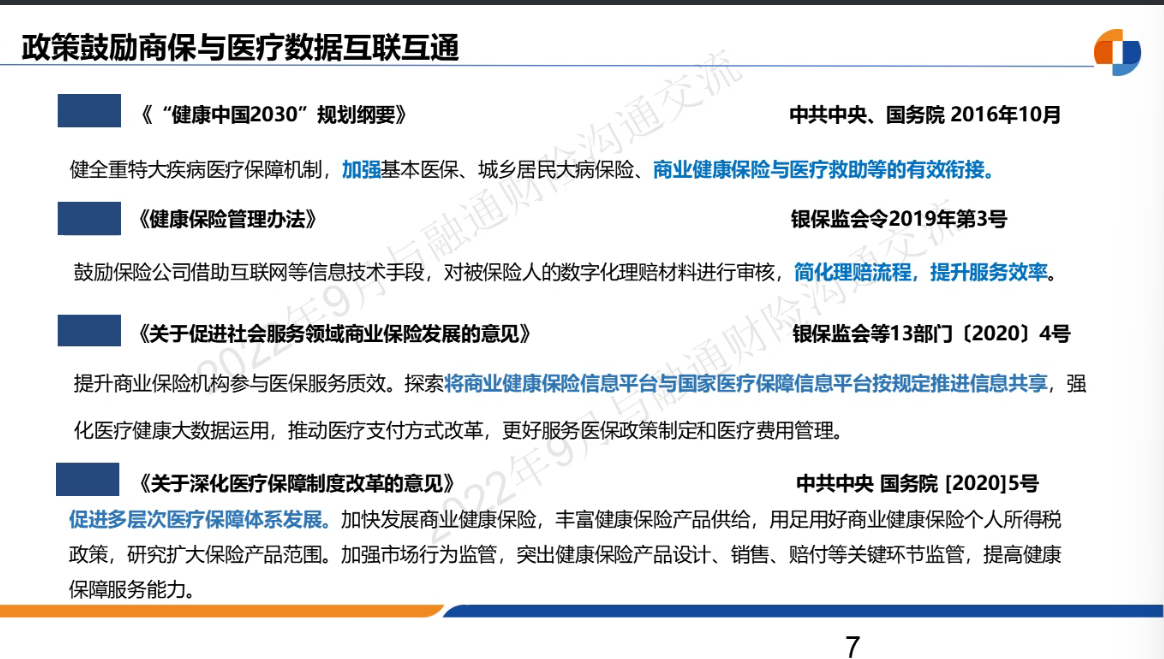 政策鼓励商保与医疗数据互联互通
《“健康中国2030”规划纲要》 中共中央、国务院 2016年10月
健全重特大疾病医疗保障机制，加强基本医保、城乡居民大病保险、商业健康保险与医疗救助等的有效衔接。
《健康保险管理办法》 银保监会令2019年第3号
鼓励保险公司借助互联网等信息技术手段，对被保险人的数字化理赔材料进行审核，简化理赔流程，提升服务效率。
《关于促进社会服务领域商业保险发展的意见》 银保监会等13部门〔2020〕4号
提升商业保险机构参与医保服务质效。探索将商业健康保险信息平台与国家医疗保障信息平台按规定推进信息共享，强
化医疗健康大数据运用，推动医疗支付方式改革，更好服务医保政策制定和医疗费用管理。
《关于深化医疗保障制度改革的意见》 中共中央 国务院 [2020]5号
促进多层次医疗保障体系发展。加快发展商业健康保险，丰富健康保险产品供给，用足用好商业健康保险个人所得税
政策，研究扩大保险产品范围。加强市场行为监管，突出健康保险产品设计、销售、赔付等关键环节监管，提高健康
保障服务能力。
7
2022年9月与融通财险沟通交流
2022年9月与融通财险沟通交流